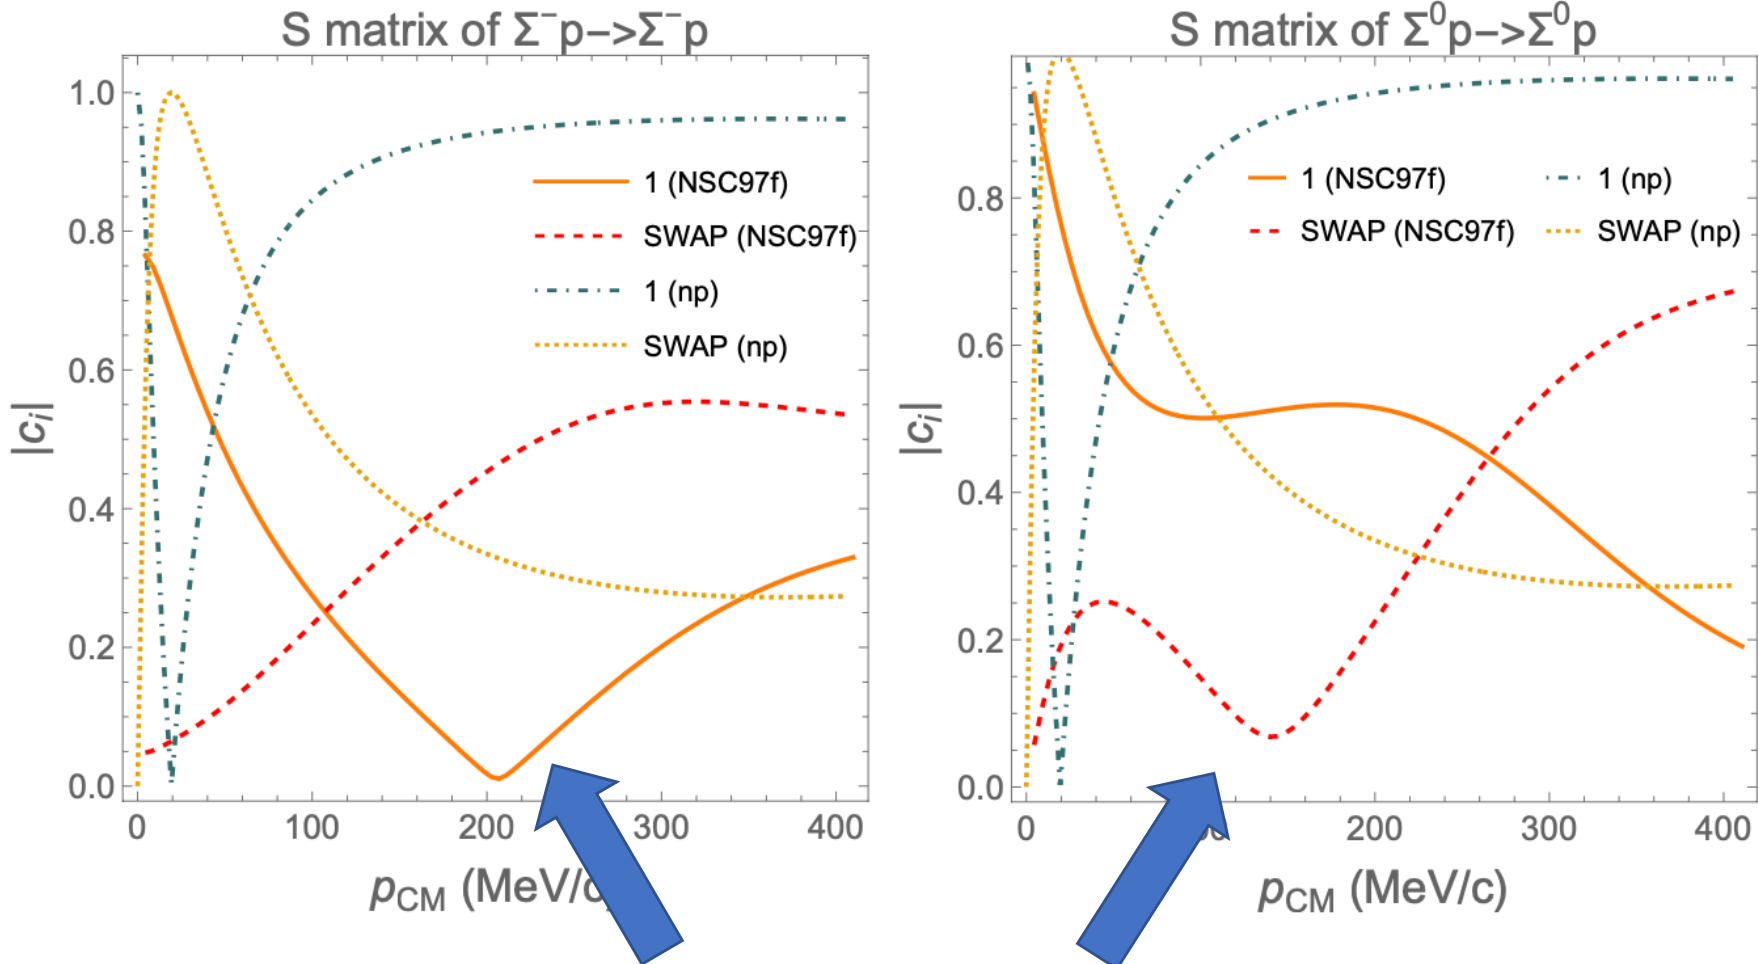 S matrix of Σ⁻p−>Σ⁻p
|cᵢ|
1.0
0.8
0.6
0.4
0.2
0.0
1 (NSC97f)
SWAP (NSC97f)
1 (np)
SWAP (np)
0 100 200 300 400
p_CM (MeV/c
S matrix of Σ⁰p−>Σ⁰p
|cᵢ|
0.8
0.6
0.4
0.2
0.0
1 (NSC97f) 1 (np)
SWAP (NSC97f) SWAP (np)
0 200 300 400
p_CM (MeV/c)